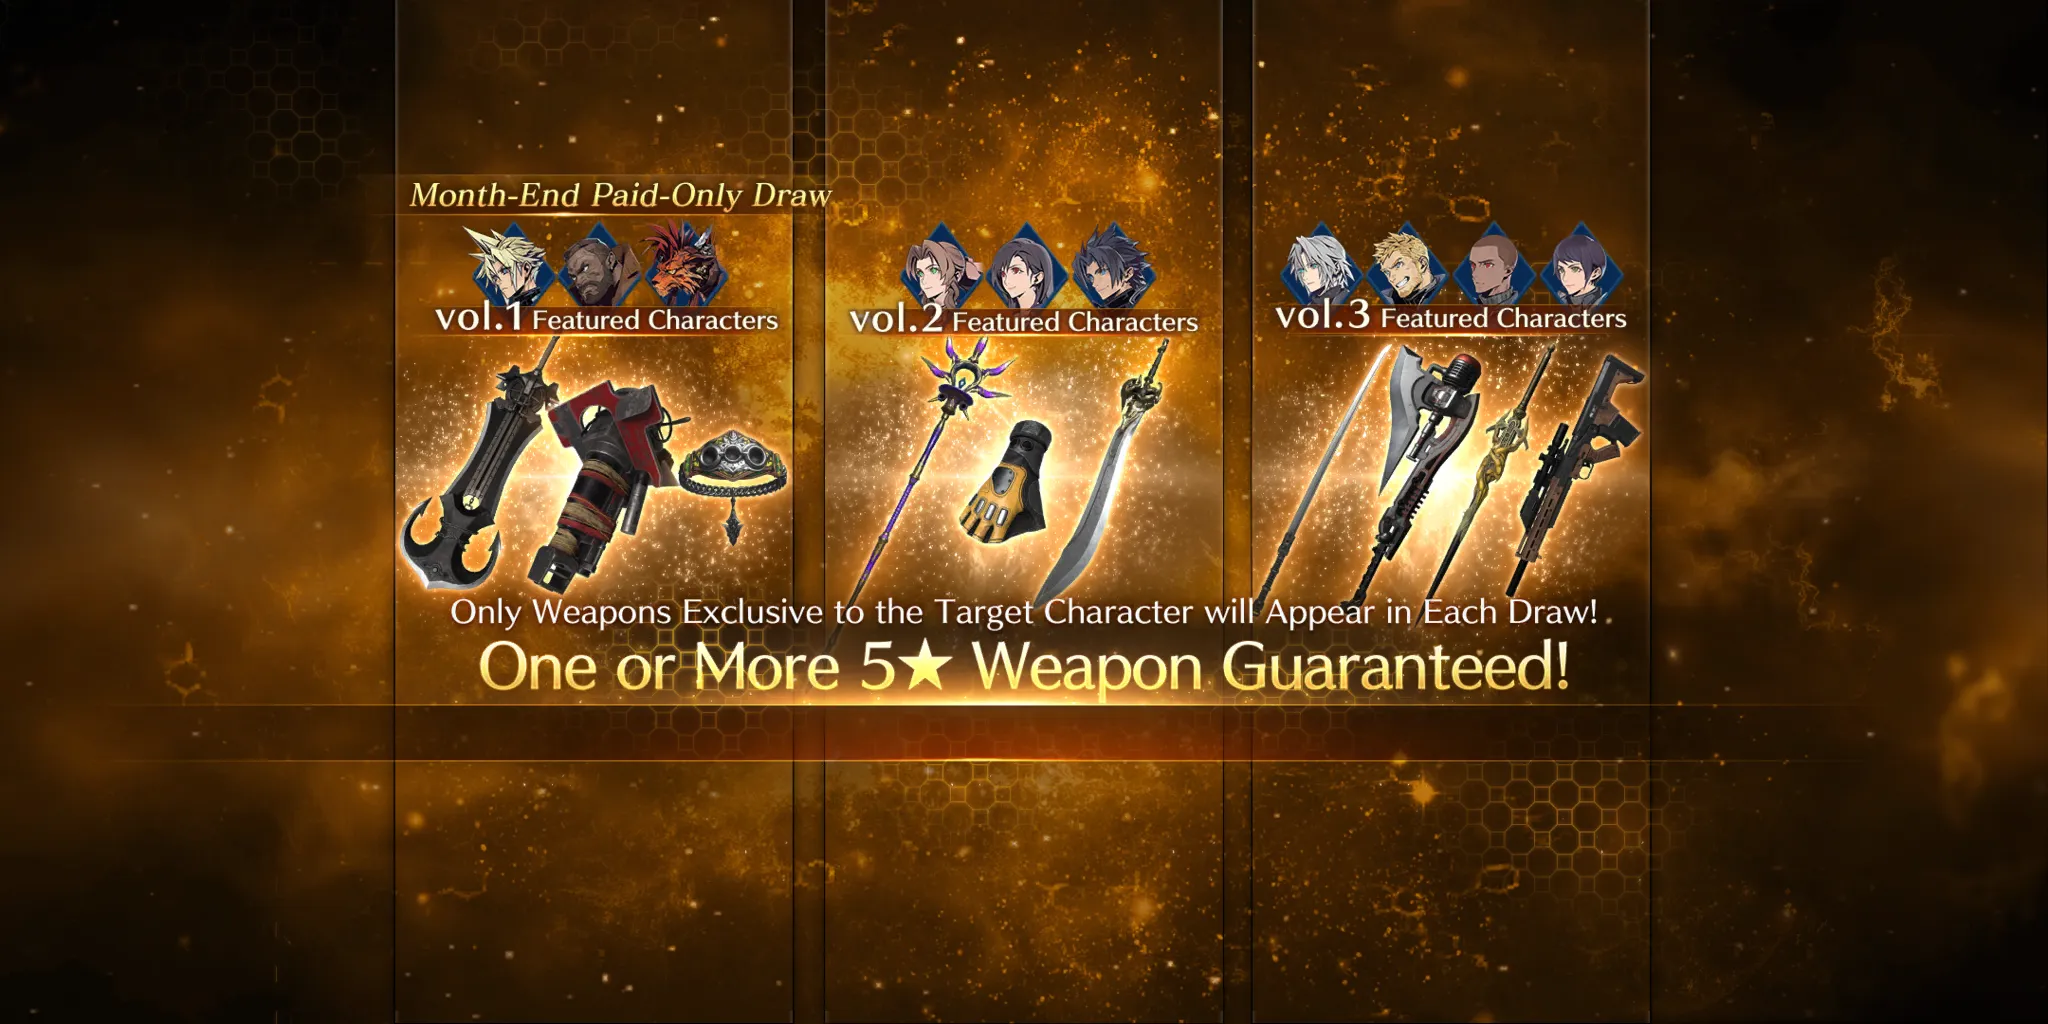 Month-End Paid-Only Draw
vol.1 Featured Characters
vol.2 Featured Characters
vol.3 Featured Characters
Only Weapons Exclusive to the Target Character will Appear in Each Draw!
One or More 5★ Weapon Guaranteed!